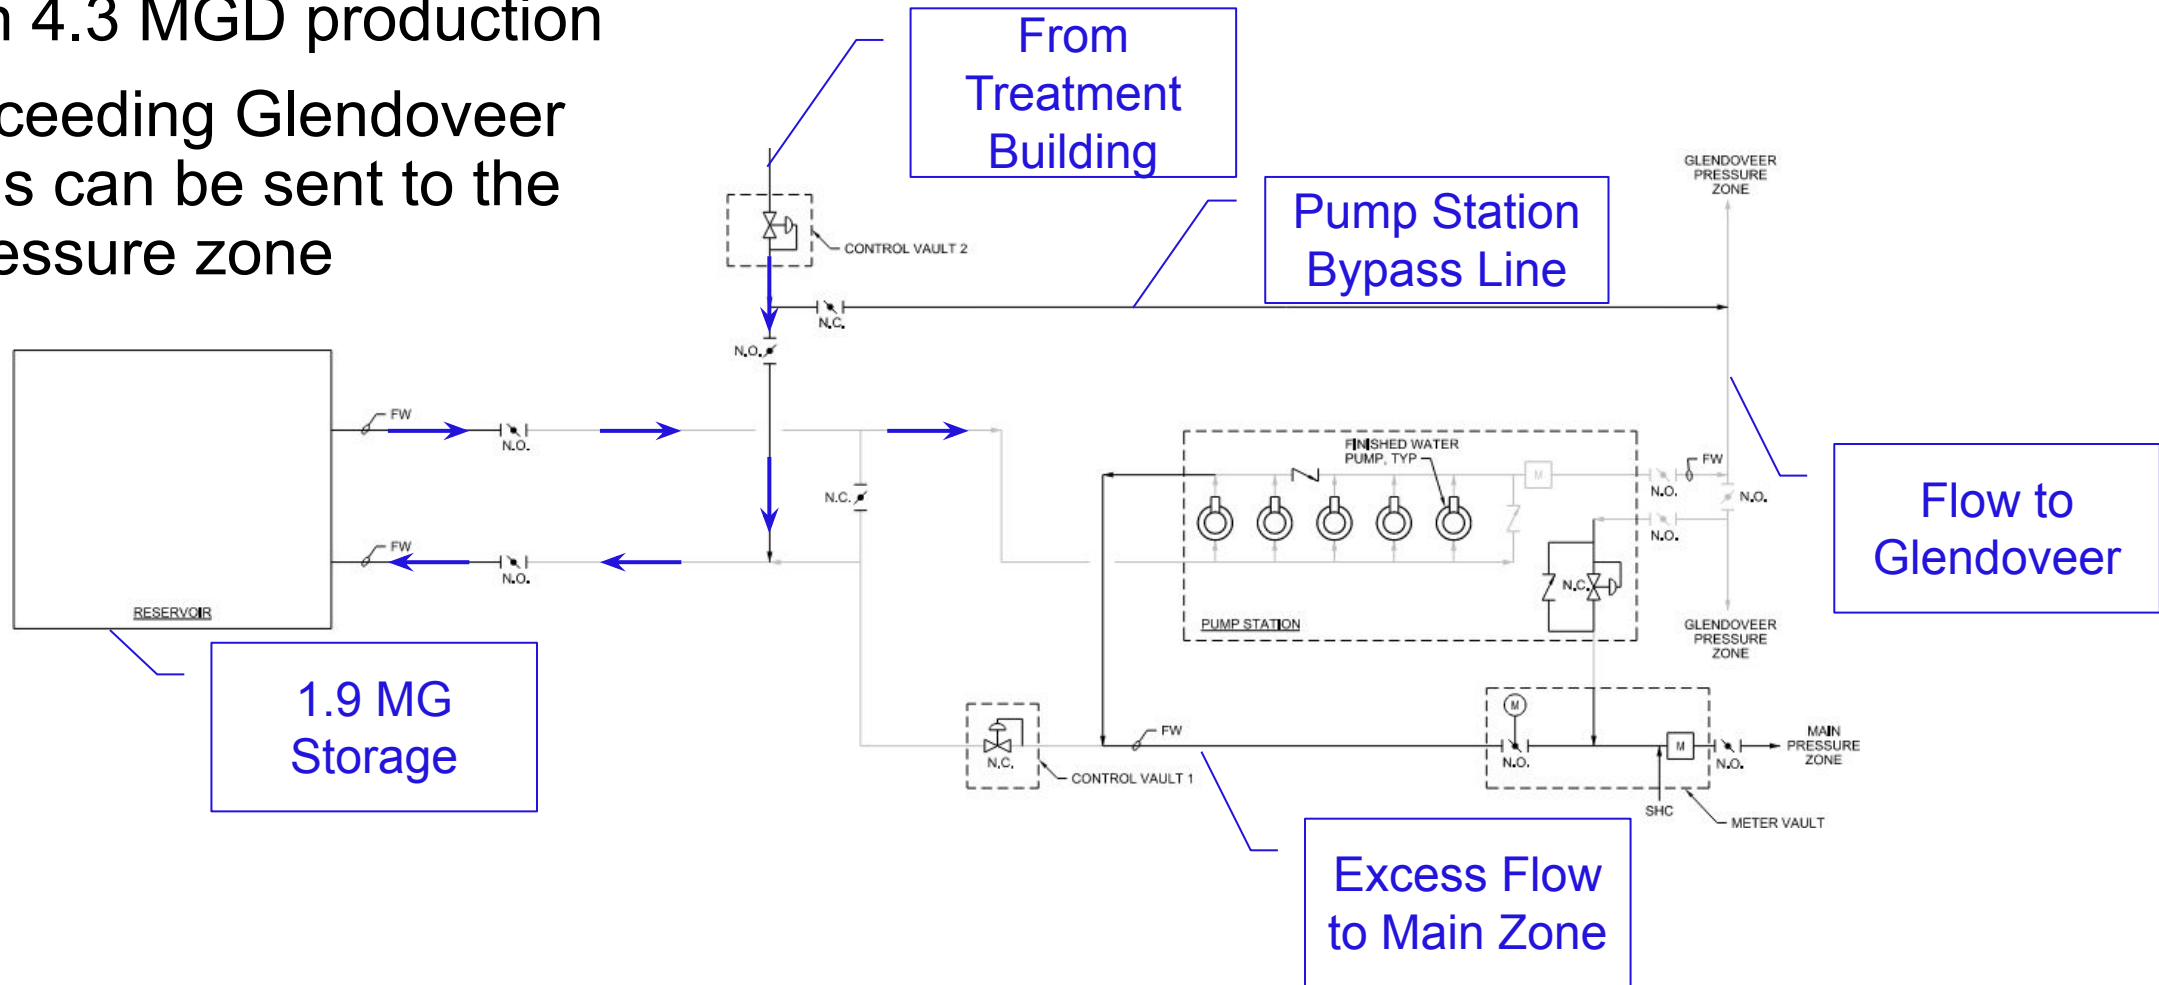 4.3 MGD production
Glendoveer
can be sent to the
zone
From
Treatment
Building
Pump Station
Bypass Line
GLENDOVEER
PRESSURE
ZONE
CONTROL VAULT 2
N.C.
N.O.
FW
N.O.
FINISHED WATER
PUMP, TYP
M
FW
N.O.
N.O.
N.C.
N.O.
Flow to
Glendoveer
FW
N.O.
N.C.
RESERVOIR
PUMP STATION
GLENDOVEER
PRESSURE
ZONE
1.9 MG
Storage
M
FW
MAIN
PRESSURE
ZONE
M
N.C.
N.O.
N.O.
CONTROL VAULT 1
SHC
METER VAULT
Excess Flow
to Main Zone